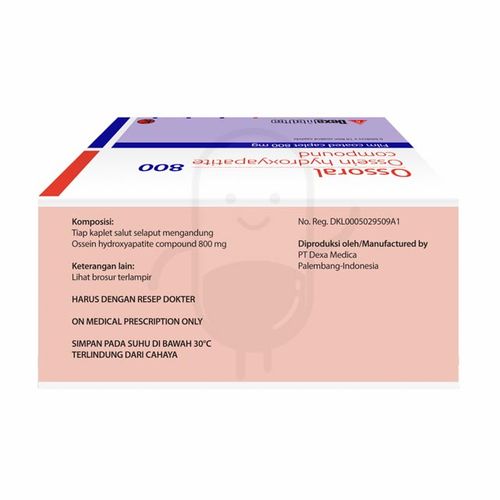 Ossoral
Ossein hydroxyapatite
compound
800
Film coated caplet 800 mg
Komposisi:
Tiap kaplet salut selaput mengandung
Ossein hydroxyapatite compound 800 mg
Keterangan lain:
Lihat brosur terlampir
HARUS DENGAN RESEP DOKTER
ON MEDICAL PRESCRIPTION ONLY
SIMPAN PADA SUHU DI BAWAH 30°C
TERLINDUNG DARI CAHAYA
No. Reg. DKL0005029509A1
Diproduksi oleh/Manufactured by
PT Dexa Medica
Palembang-Indonesia